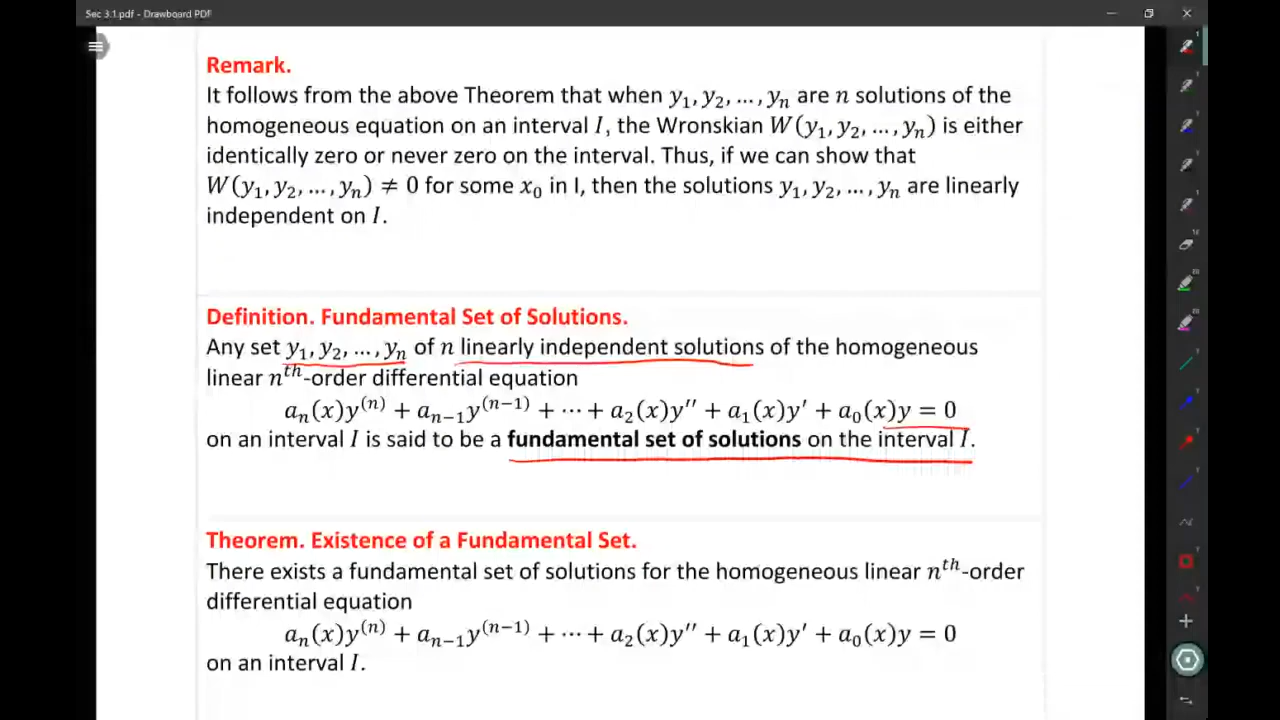 Sec 3.1.pdf - Drawboard PDF
Remark.
It follows from the above Theorem that when y₁, y₂, …, yₙ are n solutions of the
homogeneous equation on an interval I, the Wronskian W(y₁, y₂, …, yₙ) is either
identically zero or never zero on the interval. Thus, if we can show that
W(y₁, y₂, …, yₙ) ≠ 0 for some x₀ in I, then the solutions y₁, y₂, …, yₙ are linearly
independent on I.
Definition. Fundamental Set of Solutions.
Any set y₁, y₂, …, yₙ of n linearly independent solutions of the homogeneous
linear nᵗʰ-order differential equation
aₙ(x)y⁽ⁿ⁾ + aₙ₋₁y⁽ⁿ⁻¹⁾ + ⋯ + a₂(x)y′′ + a₁(x)y′ + a₀(x)y = 0
on an interval I is said to be a fundamental set of solutions on the interval I.
Theorem. Existence of a Fundamental Set.
There exists a fundamental set of solutions for the homogeneous linear nᵗʰ-order
differential equation
aₙ(x)y⁽ⁿ⁾ + aₙ₋₁y⁽ⁿ⁻¹⁾ + ⋯ + a₂(x)y′′ + a₁(x)y′ + a₀(x)y = 0
on an interval I.